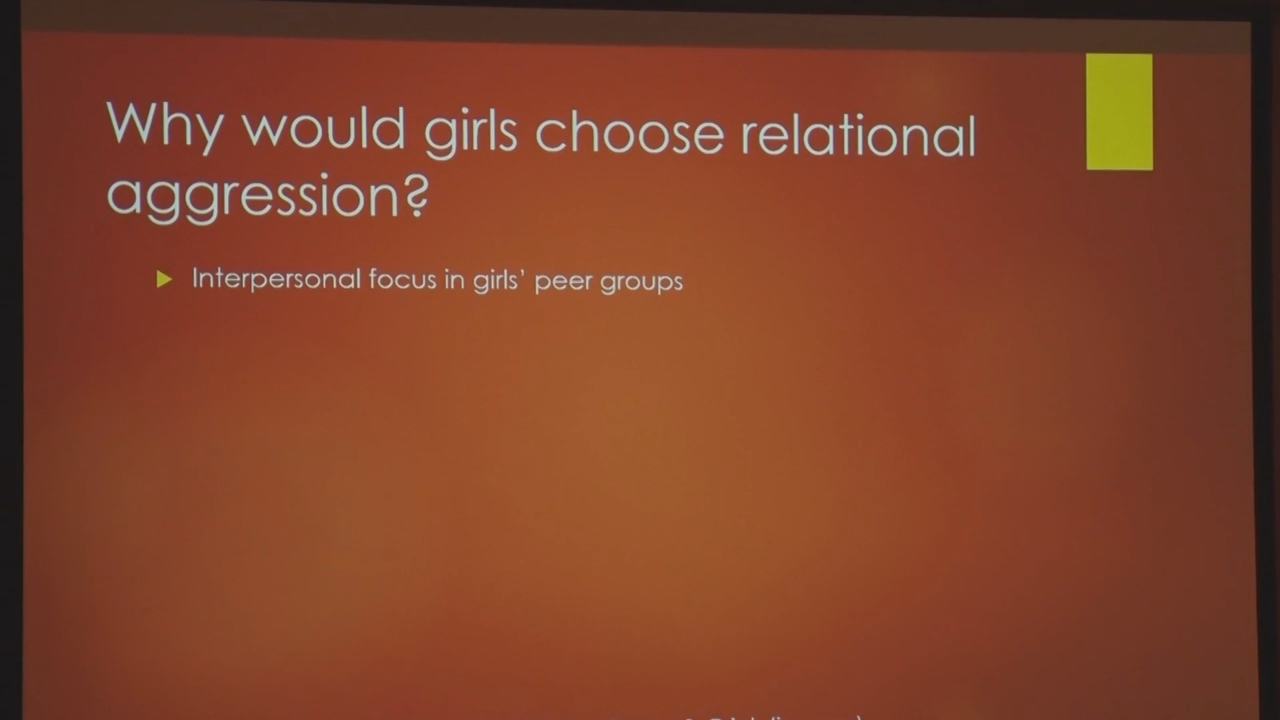 Why would girls choose relational
aggression?
Interpersonal focus in girls' peer groups